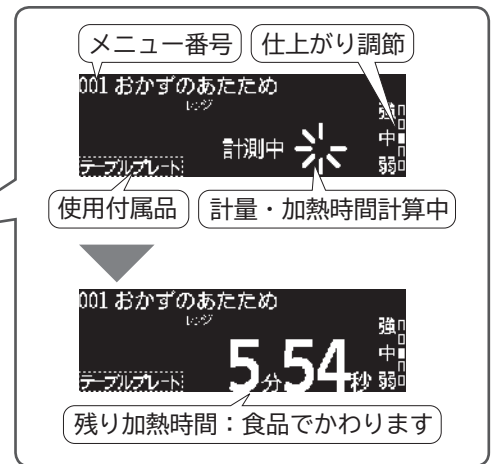 メニュー番号
仕上がり調節
001 おかずのあたため
レンジ
強
計測中
中
テーブルプレート
弱
使用付属品
計量・加熱時間計算中
001 おかずのあたため
レンジ
強
5分54秒
中
テーブルプレート
弱
残り加熱時間:食品でかわります